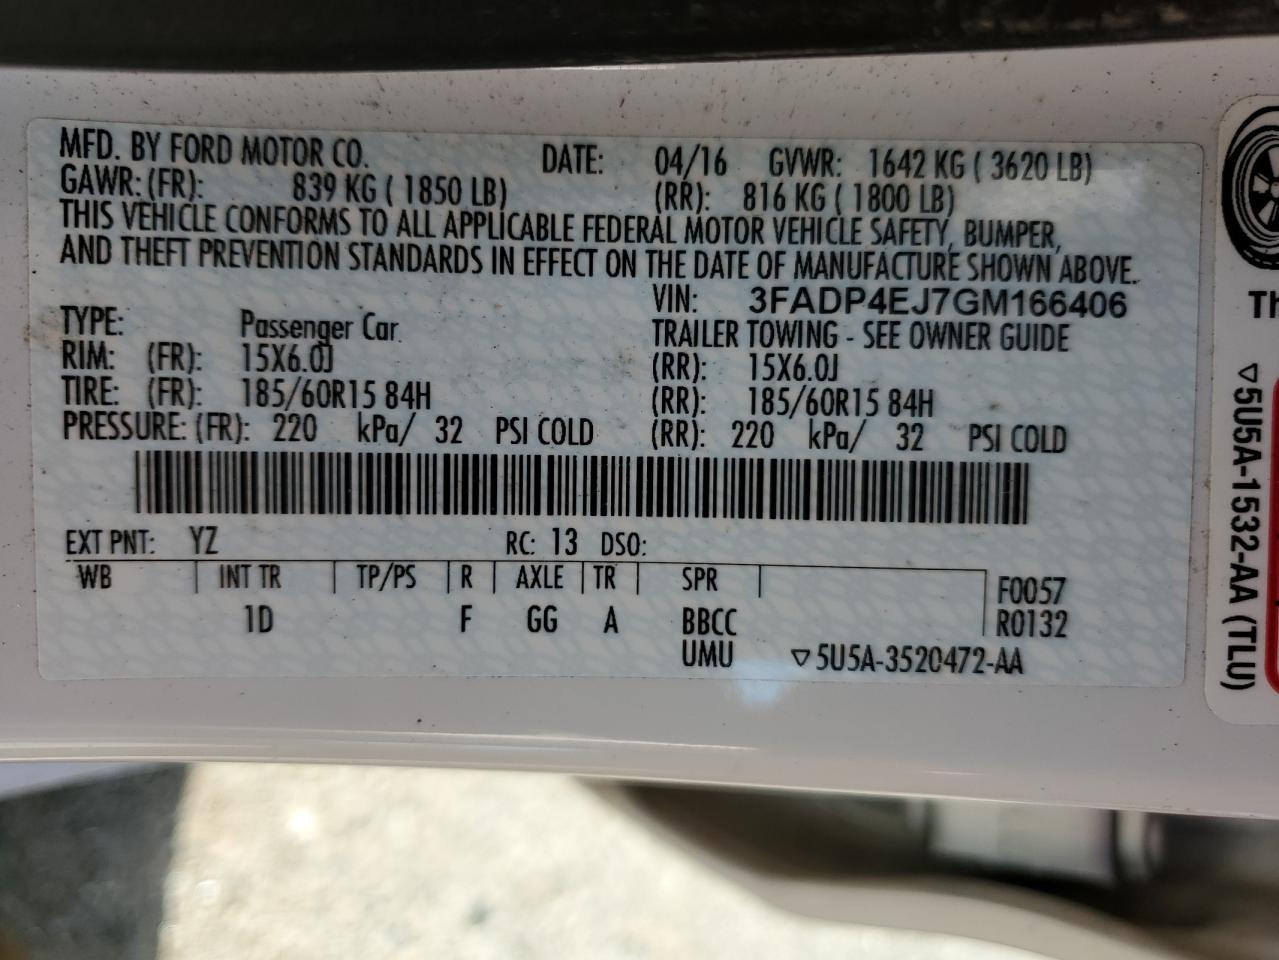 MFD. BY FORD MOTOR CO. DATE: 04/16 GVWR: 1642 KG ( 3620 LB)
GAWR: (FR): 839 KG ( 1850 LB) (RR): 816 KG ( 1800 LB)
THIS VEHICLE CONFORMS TO ALL APPLICABLE FEDERAL MOTOR VEHICLE SAFETY, BUMPER,
AND THEFT PREVENTION STANDARDS IN EFFECT ON THE DATE OF MANUFACTURE SHOWN ABOVE.
VIN: 3FADP4EJ7GM166406
TYPE: Passenger Car TRAILER TOWING - SEE OWNER GUIDE
RIM: (FR): 15X6.0J (RR): 15X6.0J
TIRE: (FR): 185/60R15 84H (RR): 185/60R15 84H
PRESSURE: (FR): 220 kPa/ 32 PSI COLD (RR): 220 kPa/ 32 PSI COLD
EXT PNT: YZ RC: 13 DSO:
WB INT TR TP/PS R AXLE TR SPR F0057
1D F GG A BBCC R0132
UMU ▽5U5A-3520472-AA
▽5U5A-1532-AA (TLU)